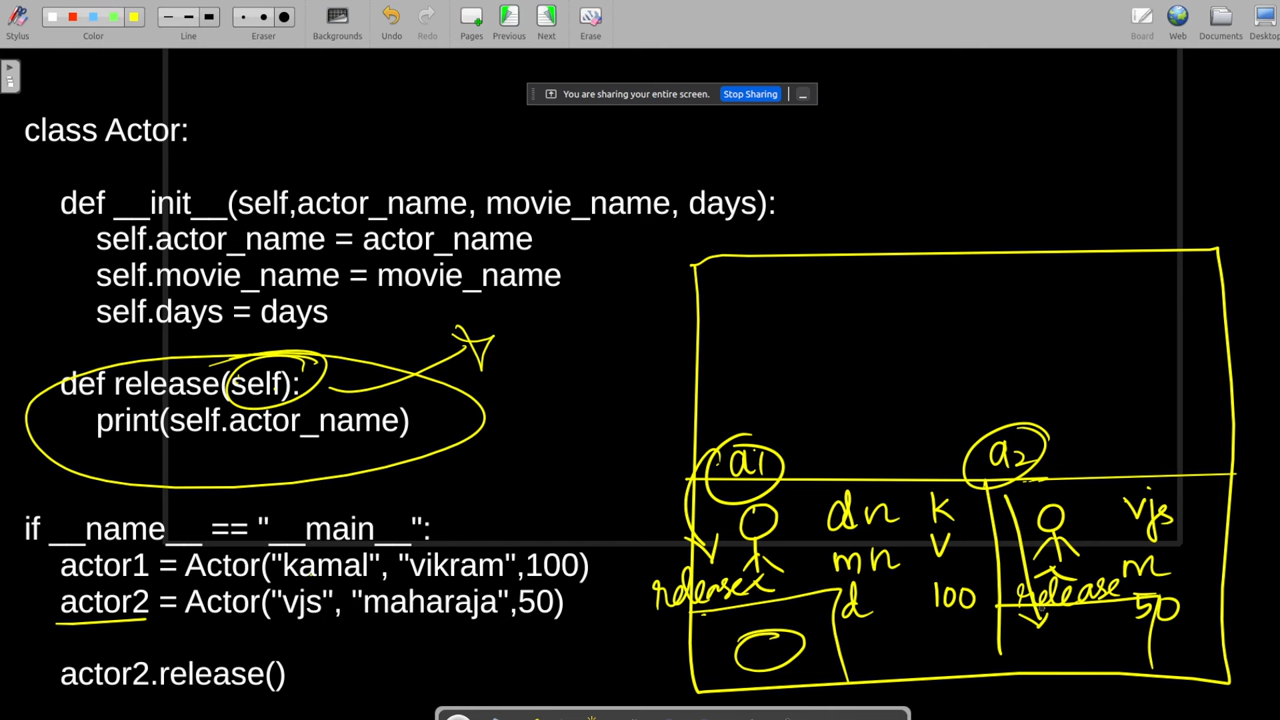 Stylus Color Line Eraser Backgrounds Undo Redo Pages Previous Next Erase Board Web Documents Desktop
You are sharing your entire screen. Stop Sharing
class Actor:
def __init__(self,actor_name, movie_name, days):
self.actor_name = actor_name
self.movie_name = movie_name
self.days = days
def release(self):
print(self.actor_name)
if __name__ == "__main__":
actor1 = Actor("kamal", "vikram",100)
actor2 = Actor("vjs", "maharaja",50)
actor2.release()
a1 a2
k vjs
mn v m
release d 100 release 50